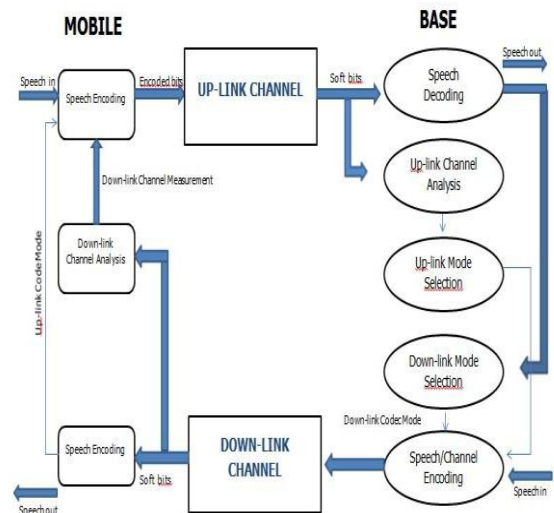 MOBILE
BASE
Speech in
Speech Encoding
Encoded bits
UP-LINK CHANNEL
Soft bits
Speech
Decoding
Speech out
Up-link Channel
Analysis
Down-link Channel Measurement
Down-link
Channel Analysis
Up-link Code Mode
Up-link Mode
Selection
Down-link Mode
Selection
Down-link Codec Mode
Speech Encoding
Soft bits
DOWN-LINK
CHANNEL
Speech/Channel
Encoding
Speech in
Speech out